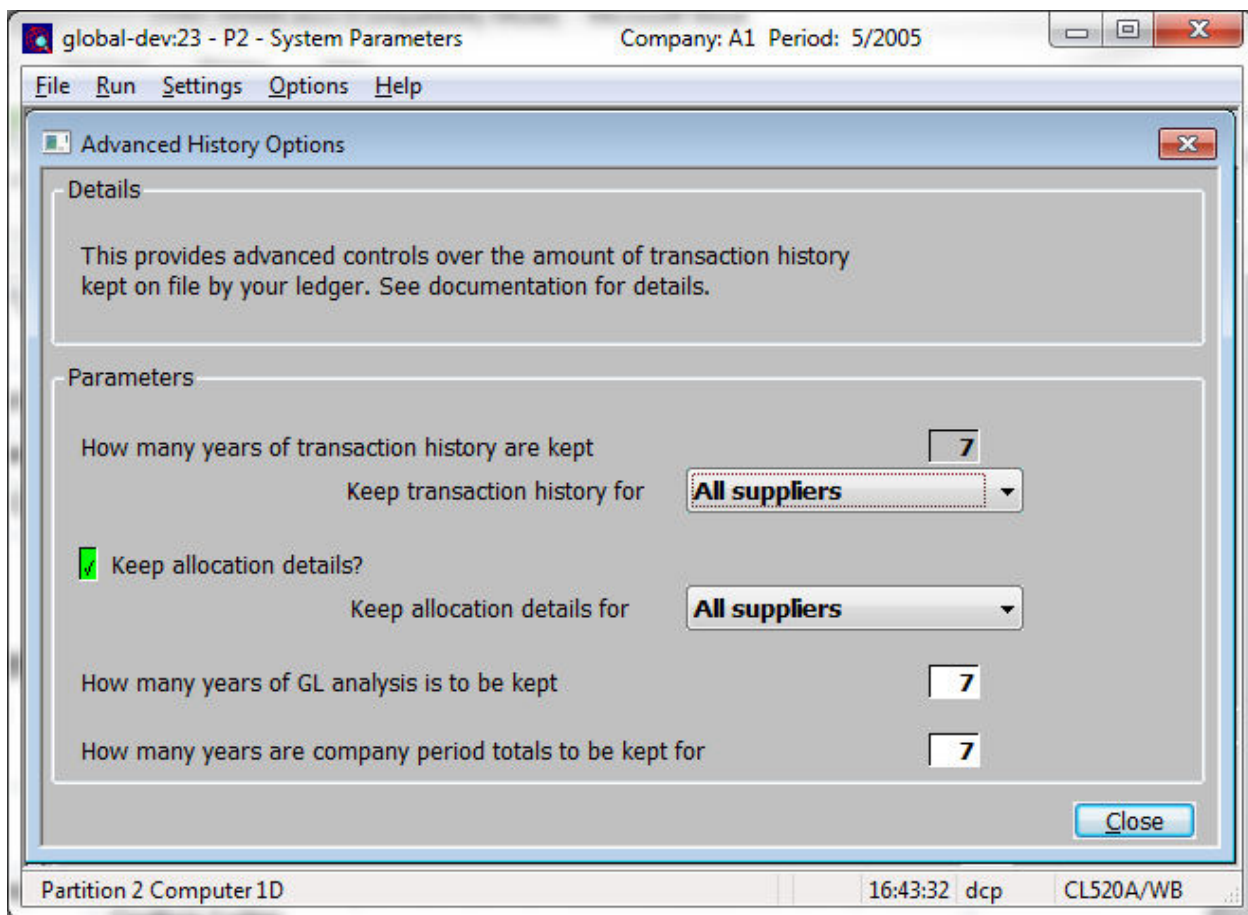 global-dev:23 - P2 - System Parameters Company: A1 Period: 5/2005
File Run Settings Options Help
Advanced History Options
Details
This provides advanced controls over the amount of transaction history
kept on file by your ledger. See documentation for details.
Parameters
How many years of transaction history are kept 7
Keep transaction history for All suppliers
Keep allocation details?
Keep allocation details for All suppliers
How many years of GL analysis is to be kept 7
How many years are company period totals to be kept for 7
Close
Partition 2 Computer 1D 16:43:32 dcp CL520A/WB